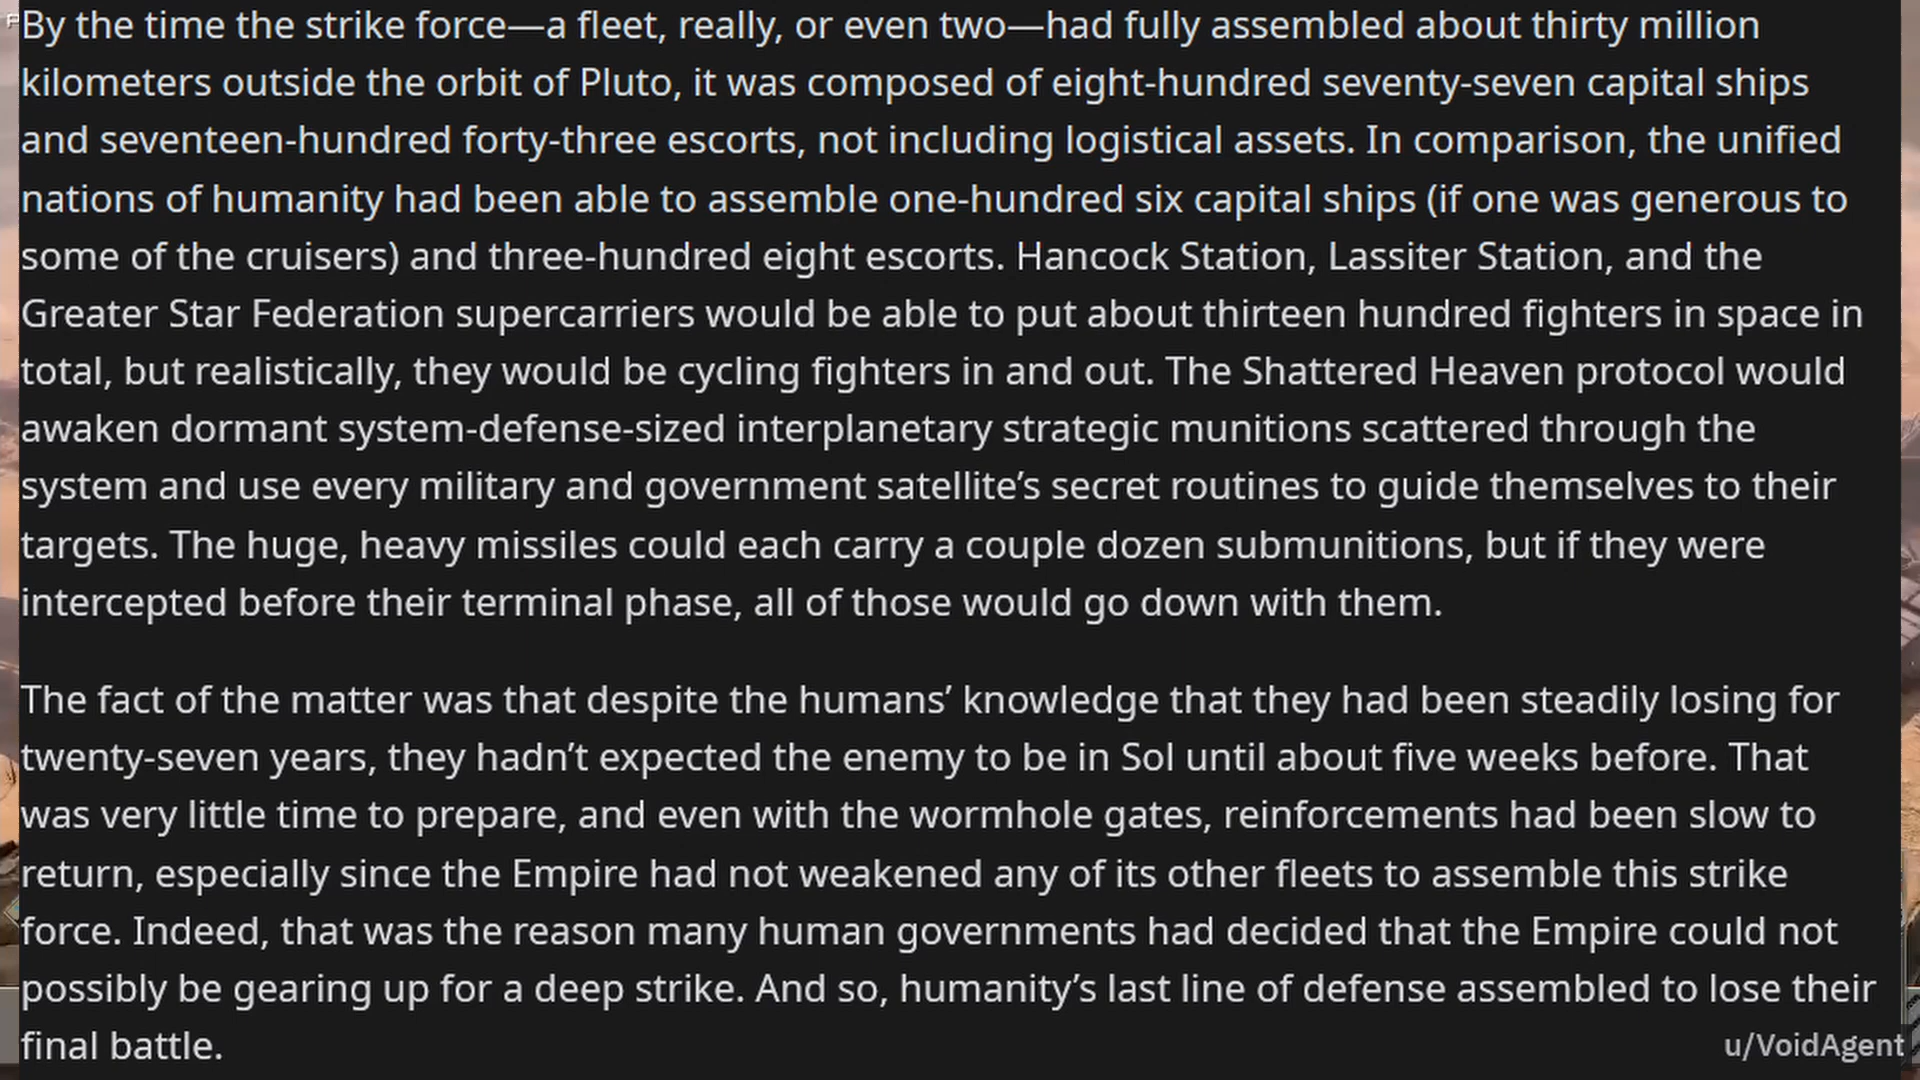 By the time the strike force—a fleet, really, or even two—had fully assembled about thirty million
kilometers outside the orbit of Pluto, it was composed of eight-hundred seventy-seven capital ships
and seventeen-hundred forty-three escorts, not including logistical assets. In comparison, the unified
nations of humanity had been able to assemble one-hundred six capital ships (if one was generous to
some of the cruisers) and three-hundred eight escorts. Hancock Station, Lassiter Station, and the
Greater Star Federation supercarriers would be able to put about thirteen hundred fighters in space in
total, but realistically, they would be cycling fighters in and out. The Shattered Heaven protocol would
awaken dormant system-defense-sized interplanetary strategic munitions scattered through the
system and use every military and government satellite’s secret routines to guide themselves to their
targets. The huge, heavy missiles could each carry a couple dozen submunitions, but if they were
intercepted before their terminal phase, all of those would go down with them.
The fact of the matter was that despite the humans’ knowledge that they had been steadily losing for
twenty-seven years, they hadn’t expected the enemy to be in Sol until about five weeks before. That
was very little time to prepare, and even with the wormhole gates, reinforcements had been slow to
return, especially since the Empire had not weakened any of its other fleets to assemble this strike
force. Indeed, that was the reason many human governments had decided that the Empire could not
possibly be gearing up for a deep strike. And so, humanity’s last line of defense assembled to lose their
final battle.
u/VoidAgent